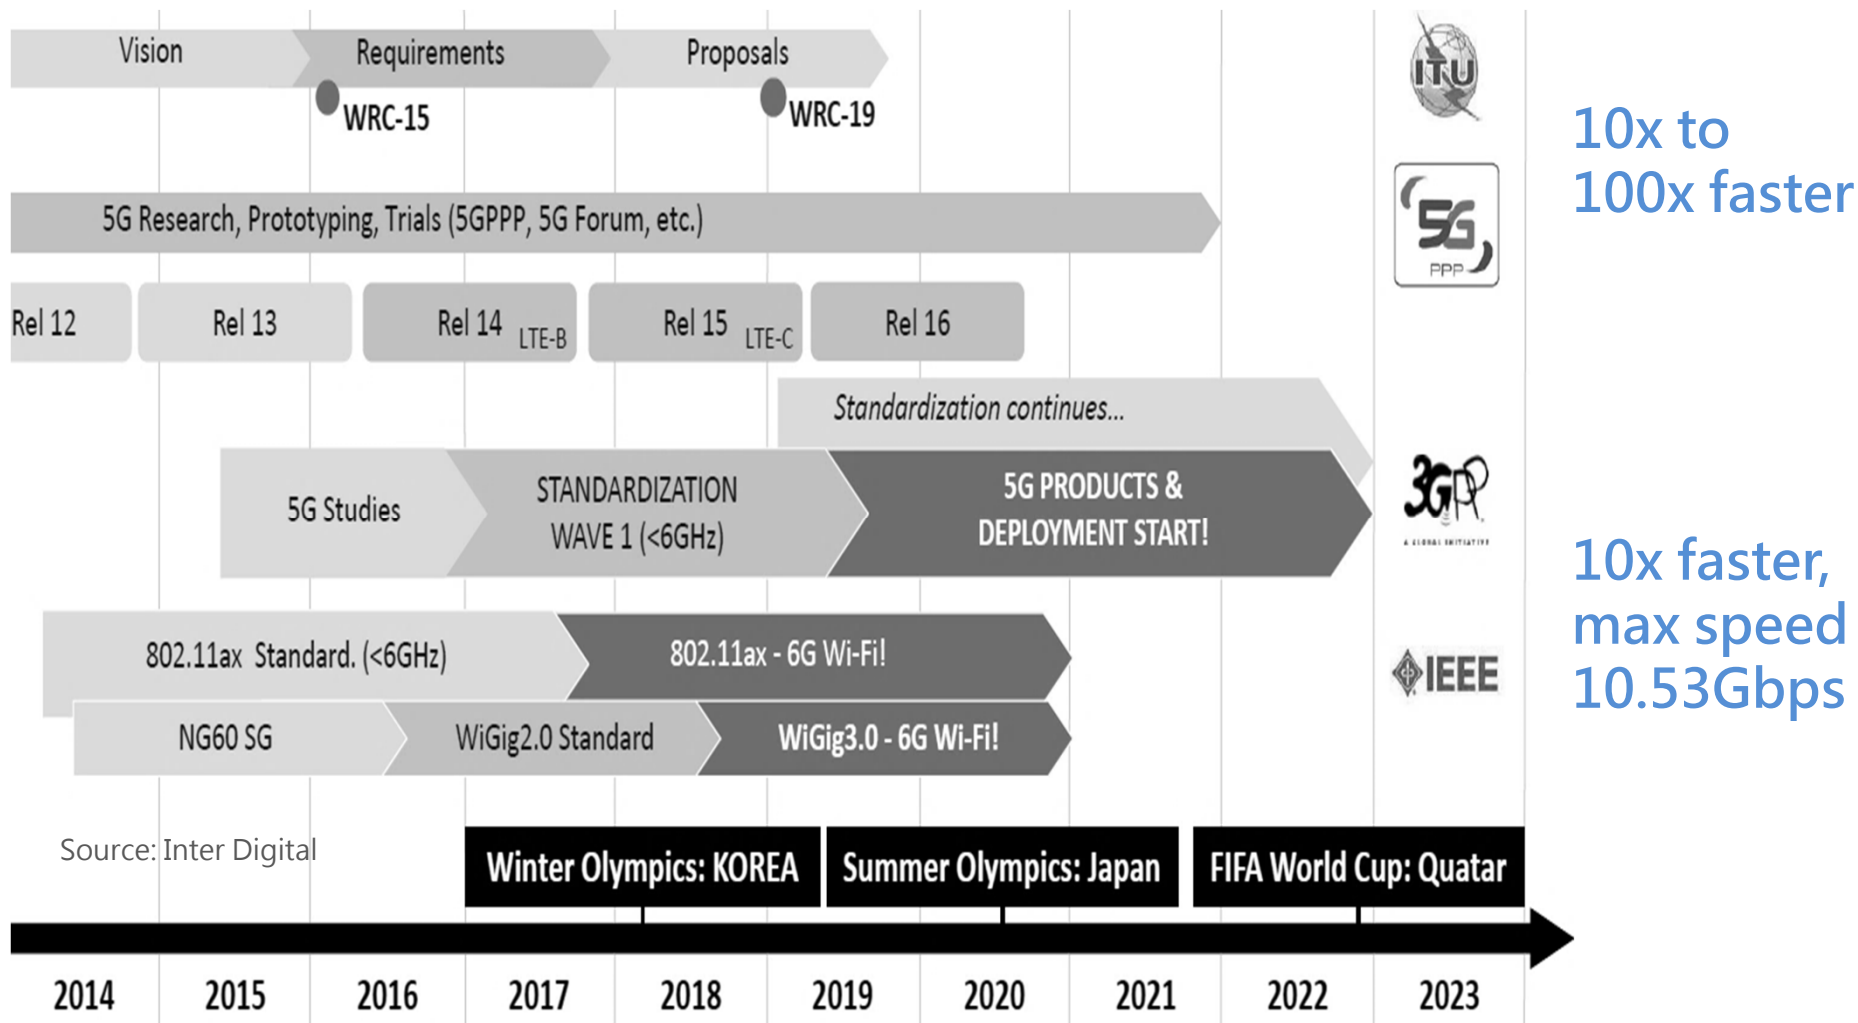 Vision
Requirements
Proposals
WRC-15
WRC-19
ITU
10x to
100x faster
5G Research, Prototyping, Trials (5GPPP, 5G Forum, etc.)
5G
PPP
Rel 12
Rel 13
Rel 14 LTE-B
Rel 15 LTE-C
Rel 16
Standardization continues...
5G Studies
STANDARDIZATION
WAVE 1 (<6GHz)
5G PRODUCTS &
DEPLOYMENT START!
3GPP
A GLOBAL INITIATIVE
10x faster,
max speed
10.53Gbps
802.11ax Standard. (<6GHz)
802.11ax - 6G Wi-Fi!
IEEE
NG60 SG
WiGig2.0 Standard
WiGig3.0 - 6G Wi-Fi!
Source: Inter Digital
Winter Olympics: KOREA
Summer Olympics: Japan
FIFA World Cup: Quatar
2014
2015
2016
2017
2018
2019
2020
2021
2022
2023